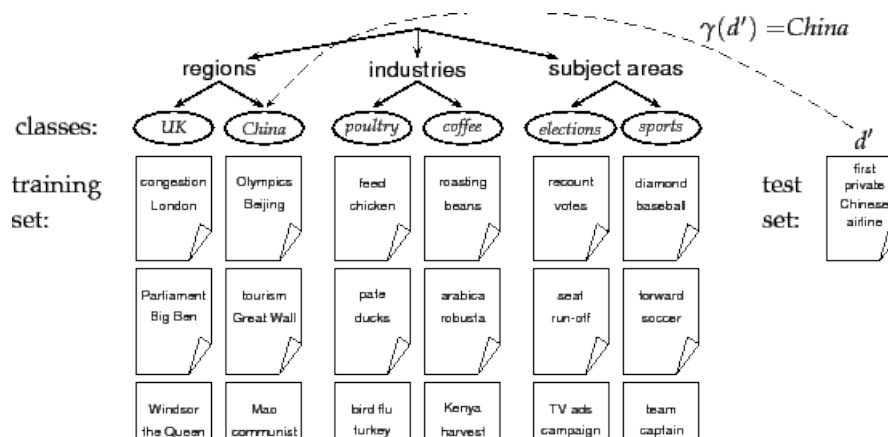 γ(d′) =China
regions industries subject areas
classes: UK China poultry coffee elections sports
d′
training set:
congestion London
Olympics Beijing
feed chicken
roasting beans
recount votes
diamond baseball
test set:
first private Chinese airline
Parliament Big Ben
tourism Great Wall
pate ducks
arabica robusta
seat run-off
forward soccer
Windsor the Queen
Mao communist
bird flu turkey
Kenya harvest
TV ads campaign
team captain